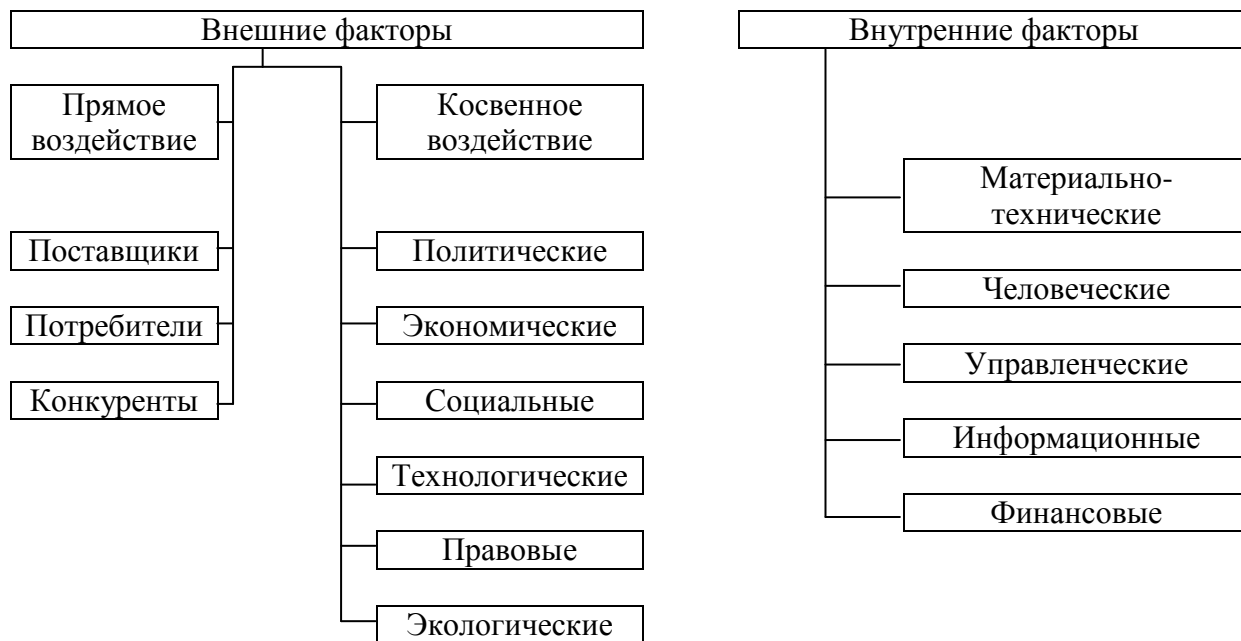 Внешние факторы
Прямое
воздействие
Поставщики
Потребители
Конкуренты
Косвенное
воздействие
Политические
Экономические
Социальные
Технологические
Правовые
Экологические
Внутренние факторы
Материально-
технические
Человеческие
Управленческие
Информационные
Финансовые